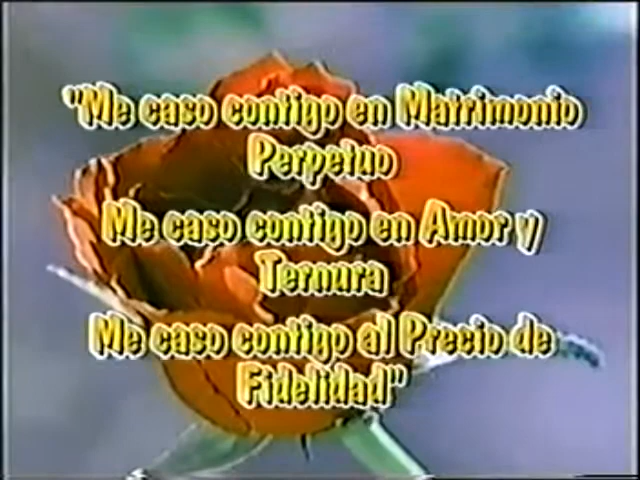 "Me caso contigo en Matrimonio
Perpetuo
Me caso contigo en Amor y
Ternura
Me caso contigo al Precio de
Fidelidad"